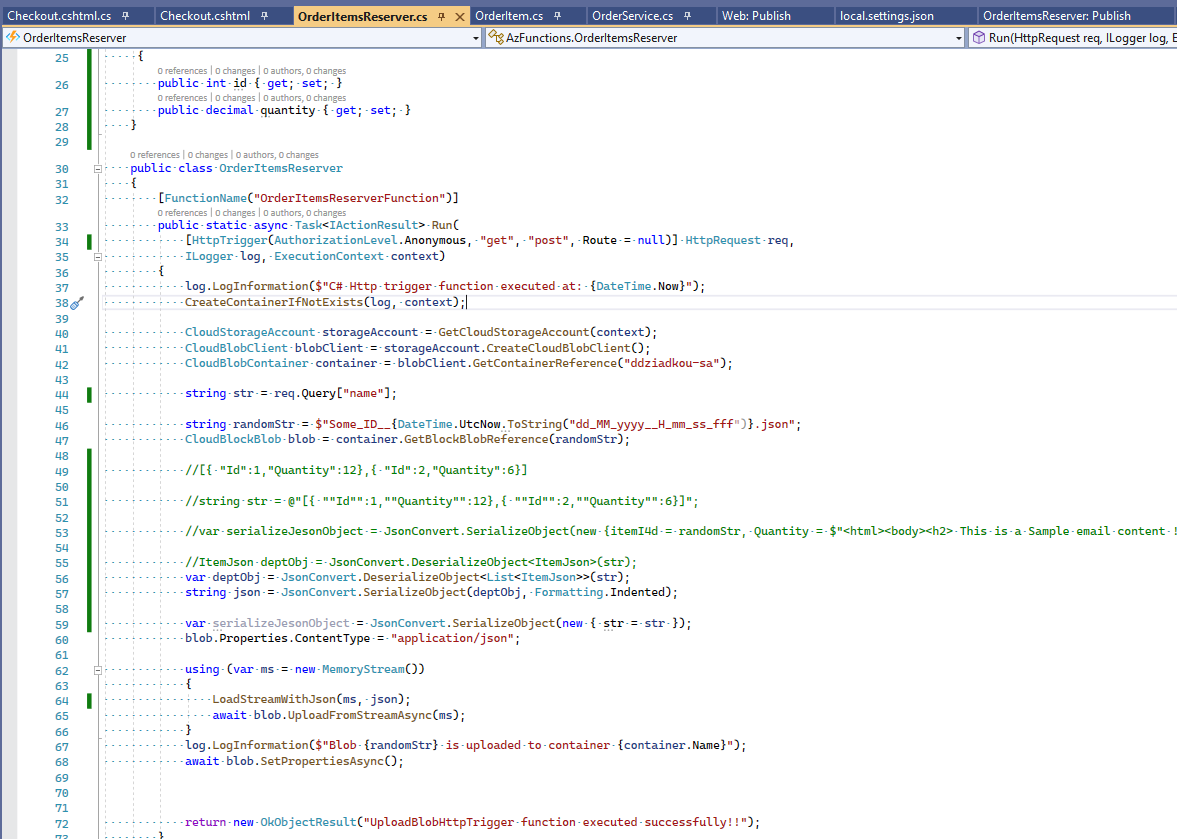 Checkout.cshtml.cs Checkout.cshtml OrderItemsReserver.cs OrderItem.cs OrderService.cs Web: Publish local.settings.json OrderItemsReserver: Publish
OrderItemsReserver AzFunctions.OrderItemsReserver Run(HttpRequest req, ILogger log, E
25 {
0 references | 0 changes | 0 authors, 0 changes
26 public int id { get; set; }
0 references | 0 changes | 0 authors, 0 changes
27 public decimal quantity { get; set; }
28 }
29
0 references | 0 changes | 0 authors, 0 changes
30 public class OrderItemsReserver
31 {
32 [FunctionName("OrderItemsReserverFunction")]
0 references | 0 changes | 0 authors, 0 changes
33 public static async Task<IActionResult> Run(
34 [HttpTrigger(AuthorizationLevel.Anonymous, "get", "post", Route = null)] HttpRequest req,
35 ILogger log, ExecutionContext context)
36 {
37 log.LogInformation($"C# Http trigger function executed at: {DateTime.Now}");
38 CreateContainerIfNotExists(log, context);
39
40 CloudStorageAccount storageAccount = GetCloudStorageAccount(context);
41 CloudBlobClient blobClient = storageAccount.CreateCloudBlobClient();
42 CloudBlobContainer container = blobClient.GetContainerReference("ddziadkou-sa");
43
44 string str = req.Query["name"];
45
46 string randomStr = $"Some_ID__{DateTime.UtcNow.ToString("dd_MM_yyyy__H_mm_ss_fff")}.json";
47 CloudBlockBlob blob = container.GetBlockBlobReference(randomStr);
48
49 //[{ "Id":1,"Quantity":12},{ "Id":2,"Quantity":6}]
50
51 //string str = @"[{ ""Id"":1,""Quantity"":12},{ ""Id"":2,""Quantity"":6}]";
52
53 //var serializeJesonObject = JsonConvert.SerializeObject(new {itemI4d = randomStr, Quantity = $"<html><body><h2> This is a Sample email content !
54
55 //ItemJson deptObj = JsonConvert.DeserializeObject<ItemJson>(str);
56 var deptObj = JsonConvert.DeserializeObject<List<ItemJson>>(str);
57 string json = JsonConvert.SerializeObject(deptObj, Formatting.Indented);
58
59 var serializeJesonObject = JsonConvert.SerializeObject(new { str = str });
60 blob.Properties.ContentType = "application/json";
61
62 using (var ms = new MemoryStream())
63 {
64 LoadStreamWithJson(ms, json);
65 await blob.UploadFromStreamAsync(ms);
66 }
67 log.LogInformation($"Blob {randomStr} is uploaded to container {container.Name}");
68 await blob.SetPropertiesAsync();
69
70
71
72 return new OkObjectResult("UploadBlobHttpTrigger function executed successfully!!");
73 }